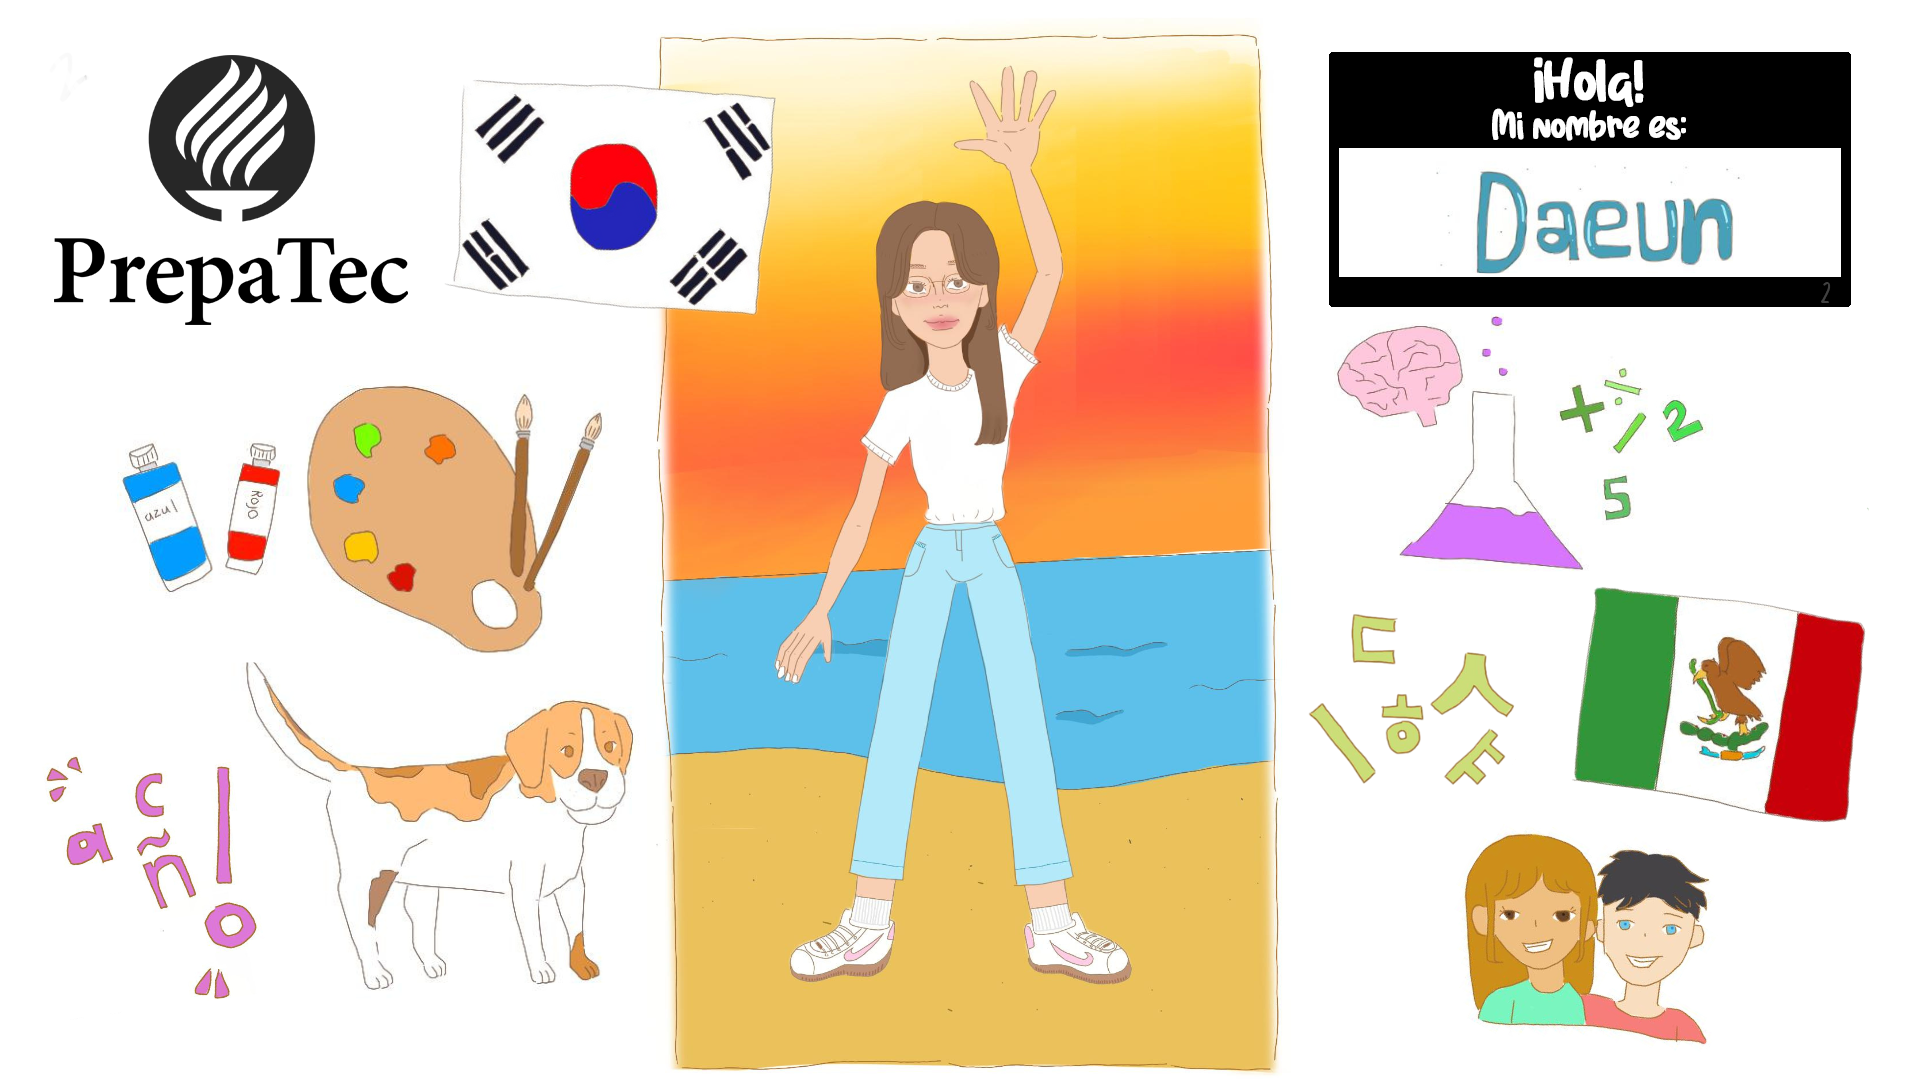 PrepaTec
¡Hola!
Mi nombre es:
Daeun
2
+ ÷ / 2
5
azul
Rojo
ㄷ
ㅅ
ㅣ ㅎ
ㅑ
c
a
ñ
o